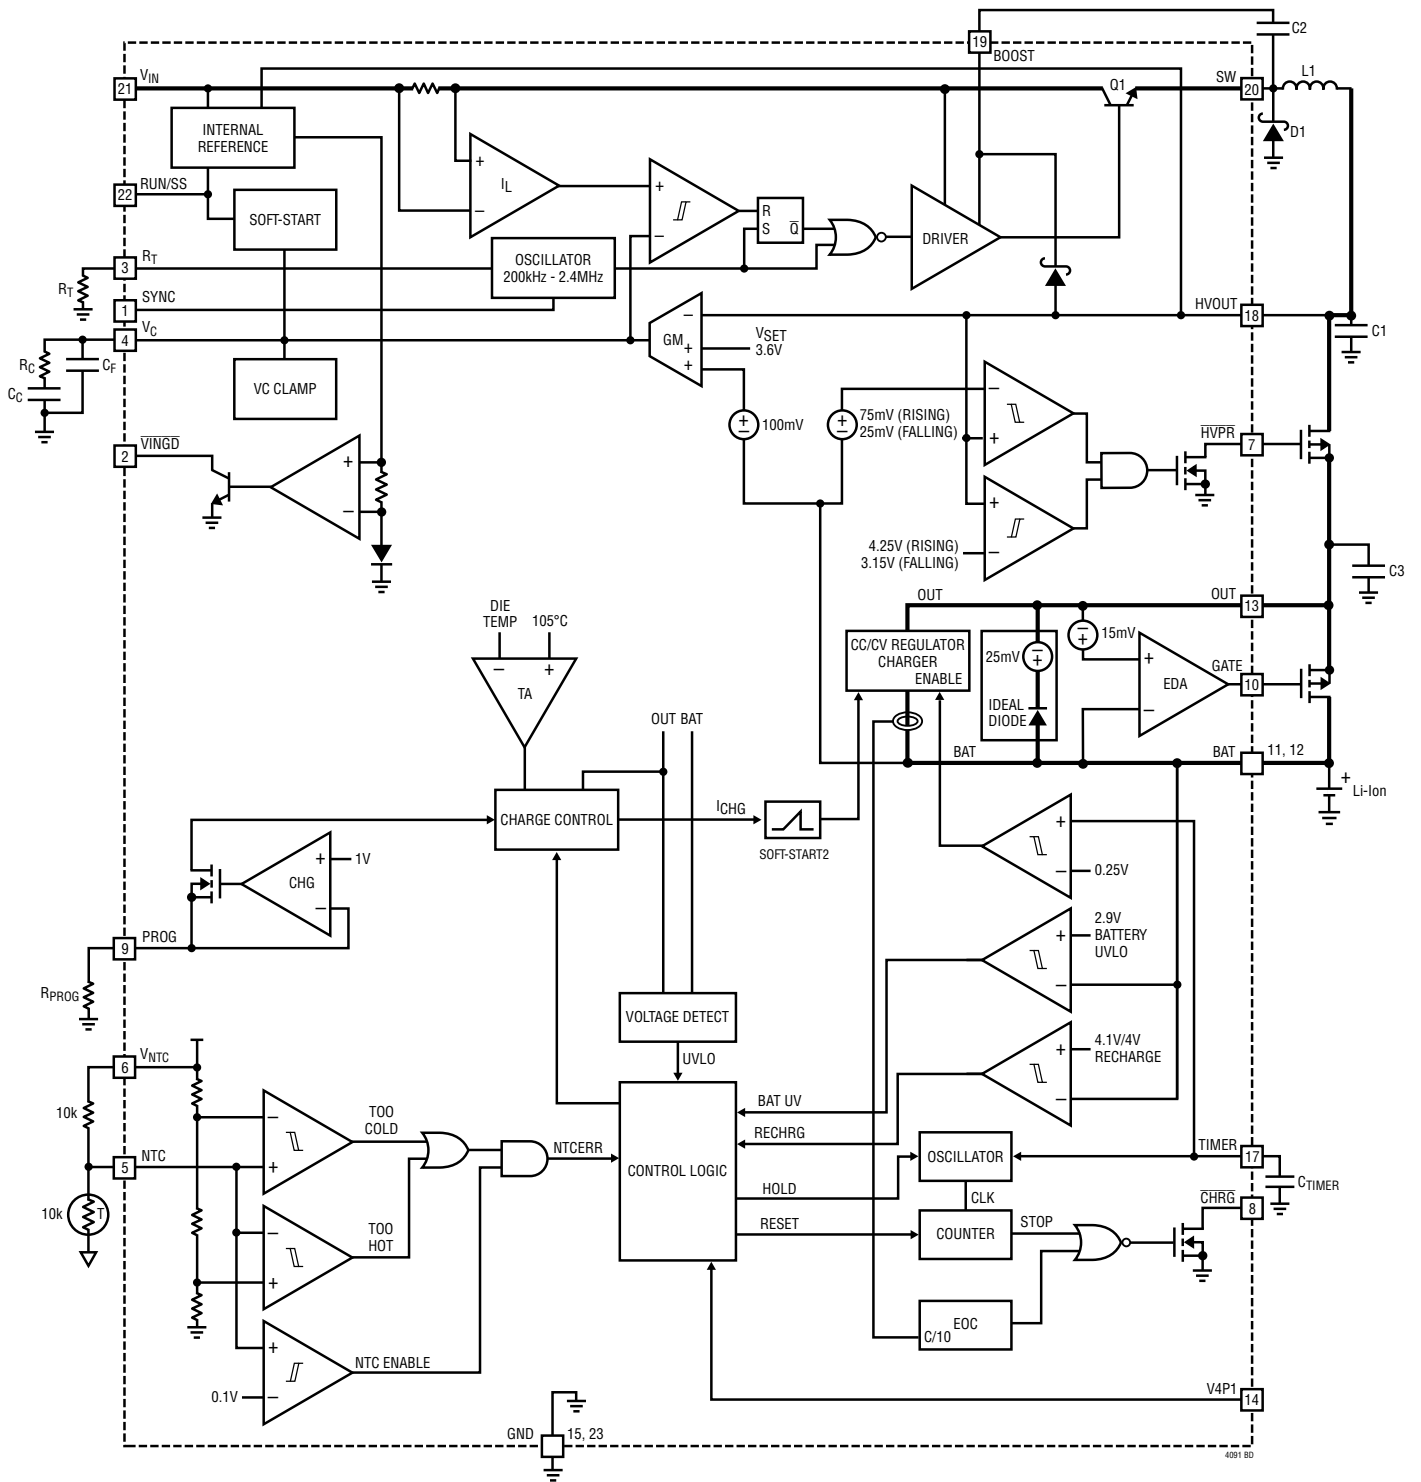 19
BOOST
C2
21
VIN
Q1
SW
20
L1
D1
INTERNAL
REFERENCE
22
RUN/SS
SOFT-START
+
IL
–
+
–
R
S
Q̅
DRIVER
3
RT
OSCILLATOR
200kHz - 2.4MHz
RT
1
SYNC
4
VC
HVOUT
18
C1
–
GM
+
+
VSET
3.6V
RC
CF
CC
VC CLAMP
100mV
+
–
+
–
75mV (RISING)
25mV (FALLING)
–
+
HVPR
7
2
VINGD
+
–
+
–
4.25V (RISING)
3.15V (FALLING)
C3
DIE
TEMP
105°C
–
+
TA
OUT
OUT
13
CC/CV REGULATOR
CHARGER
ENABLE
25mV
–
+
IDEAL
DIODE
–
+
15mV
+
EDA
–
GATE
10
OUT BAT
BAT
BAT
11, 12
+
Li-Ion
CHARGE CONTROL
ICHG
SOFT-START2
+
–
0.25V
+
1V
CHG
–
9
PROG
RPROG
2.9V
BATTERY
UVLO
+
–
VOLTAGE DETECT
UVLO
4.1V/4V
RECHARGE
+
–
6
VNTC
10k
5
NTC
10k
T
–
+
TOO
COLD
–
+
TOO
HOT
+
–
0.1V
NTC ENABLE
NTCERR
CONTROL LOGIC
BAT UV
RECHRG
HOLD
RESET
OSCILLATOR
CLK
COUNTER
STOP
TIMER
17
CTIMER
CHRG
8
EOC
C/10
V4P1
14
GND
15, 23
4091 BD